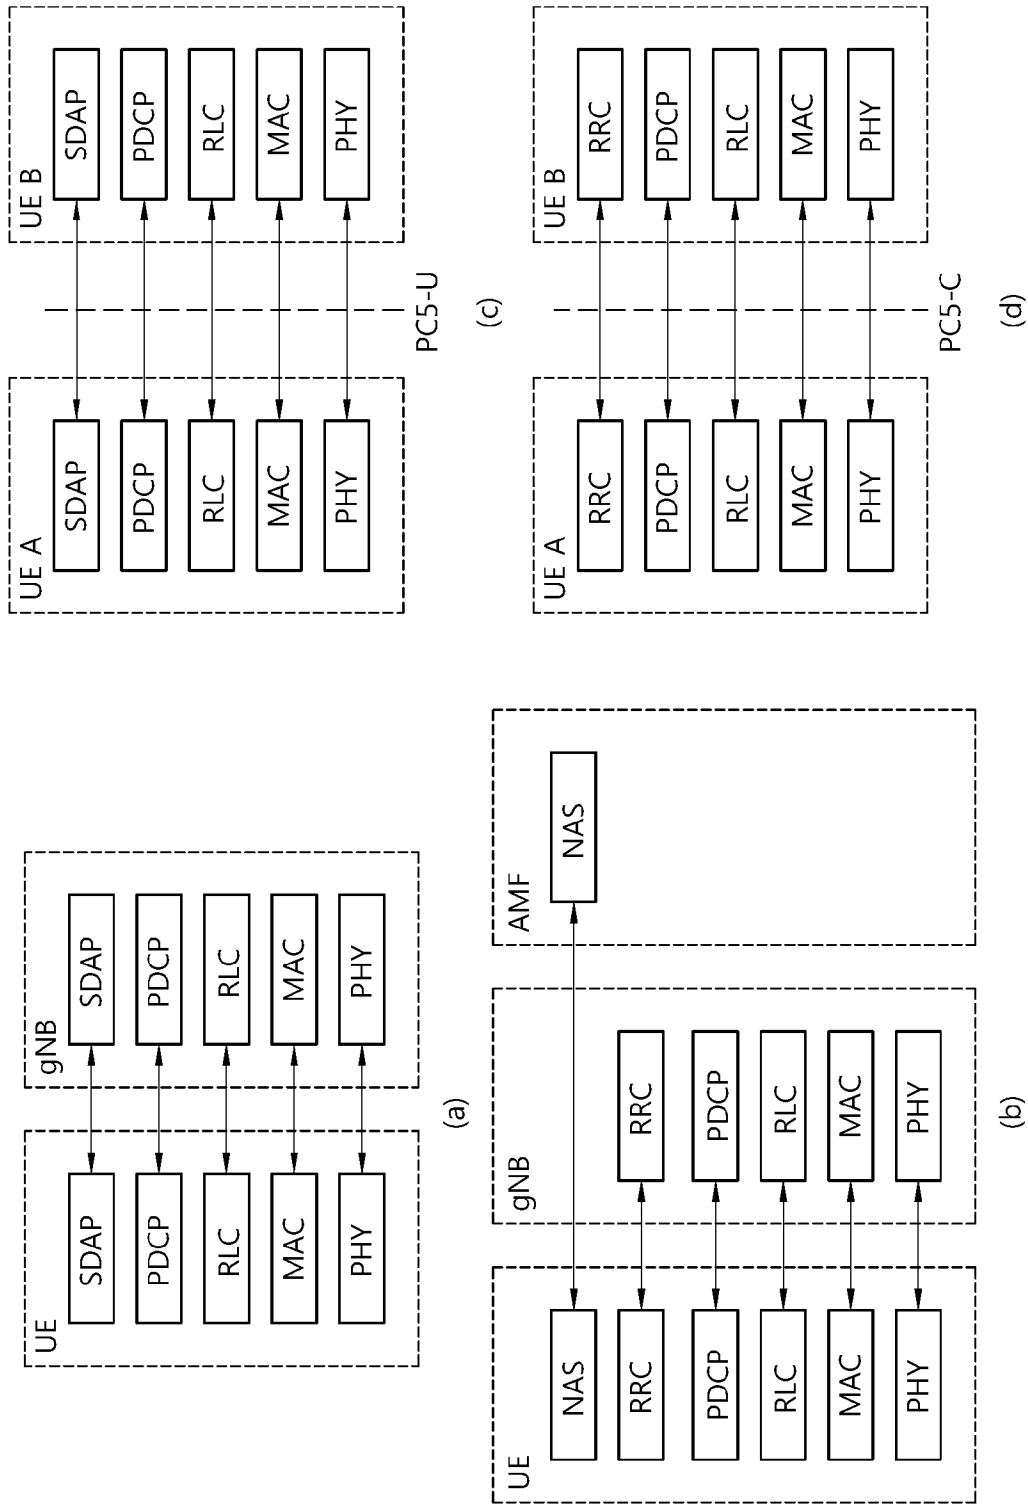 UE
gNB
SDAP
SDAP
PDCP
PDCP
RLC
RLC
MAC
MAC
PHY
PHY
(a)
UE
gNB
AMF
NAS
NAS
RRC
RRC
PDCP
PDCP
RLC
RLC
MAC
MAC
PHY
PHY
(b)
UE A
UE B
SDAP
SDAP
PDCP
PDCP
RLC
RLC
MAC
MAC
PHY
PHY
PC5-U
(c)
UE A
UE B
RRC
RRC
PDCP
PDCP
RLC
RLC
MAC
MAC
PHY
PHY
PC5-C
(d)